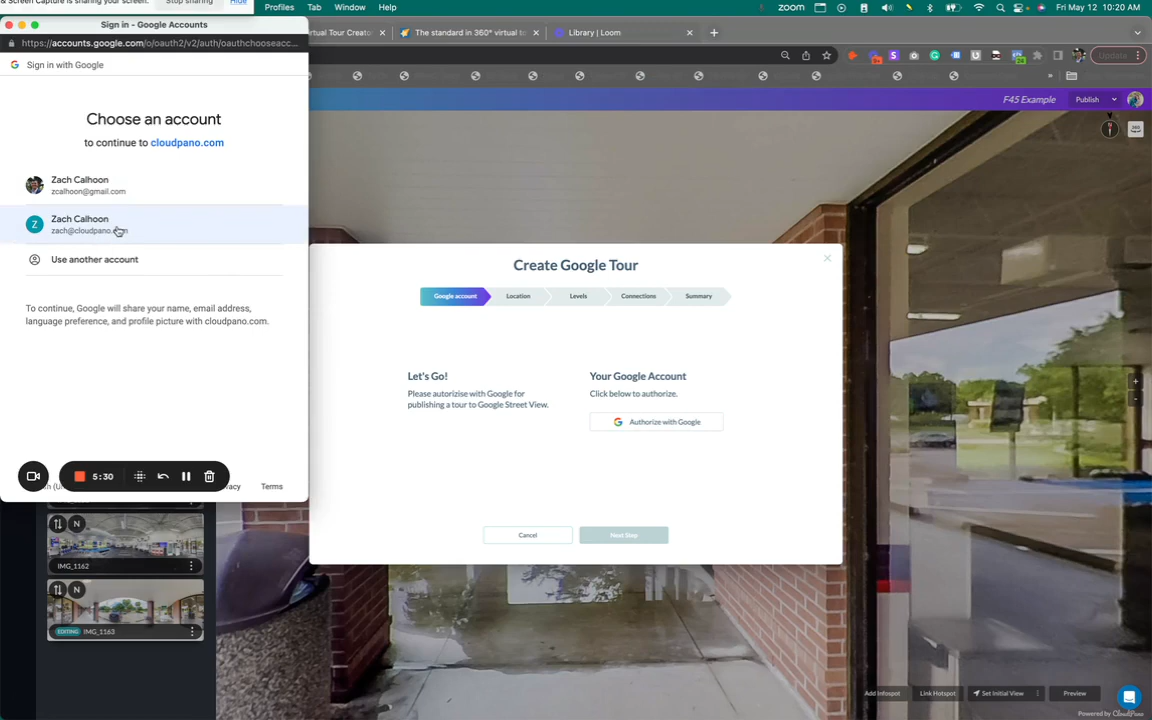 Screen Capture is sharing your screen.
Stop sharing
Hide
Profiles
Tab
Window
Help
zoom
Fri May 12 10:20 AM
Sign in - Google Accounts
https://accounts.google.com/o/oauth2/v2/auth/oauthchooseacc...
Sign in with Google
Choose an account
to continue to cloudpano.com
Zach Calhoon
zcalhoon@gmail.com
Zach Calhoon
Use another account
To continue, Google will share your name, email address,
language preference, and profile picture with cloudpano.com.
5:30
Terms
irtual Tour Creato
The standard in 360° virtual to
Library | Loom
Update
F45 Example
Publish
Create Google Tour
Google account
Location
Levels
Connections
Summary
Let's Go!
Please autorizise with Google for
publishing a tour to Google Street View.
Your Google Account
Click below to authorize.
Authorize with Google
Cancel
Next Step
N
IMG_1162
N
EDITING
IMG_1163
+
-
Add Infospot
Link Hotspot
Set Initial View
Preview
Powered by CloudPano